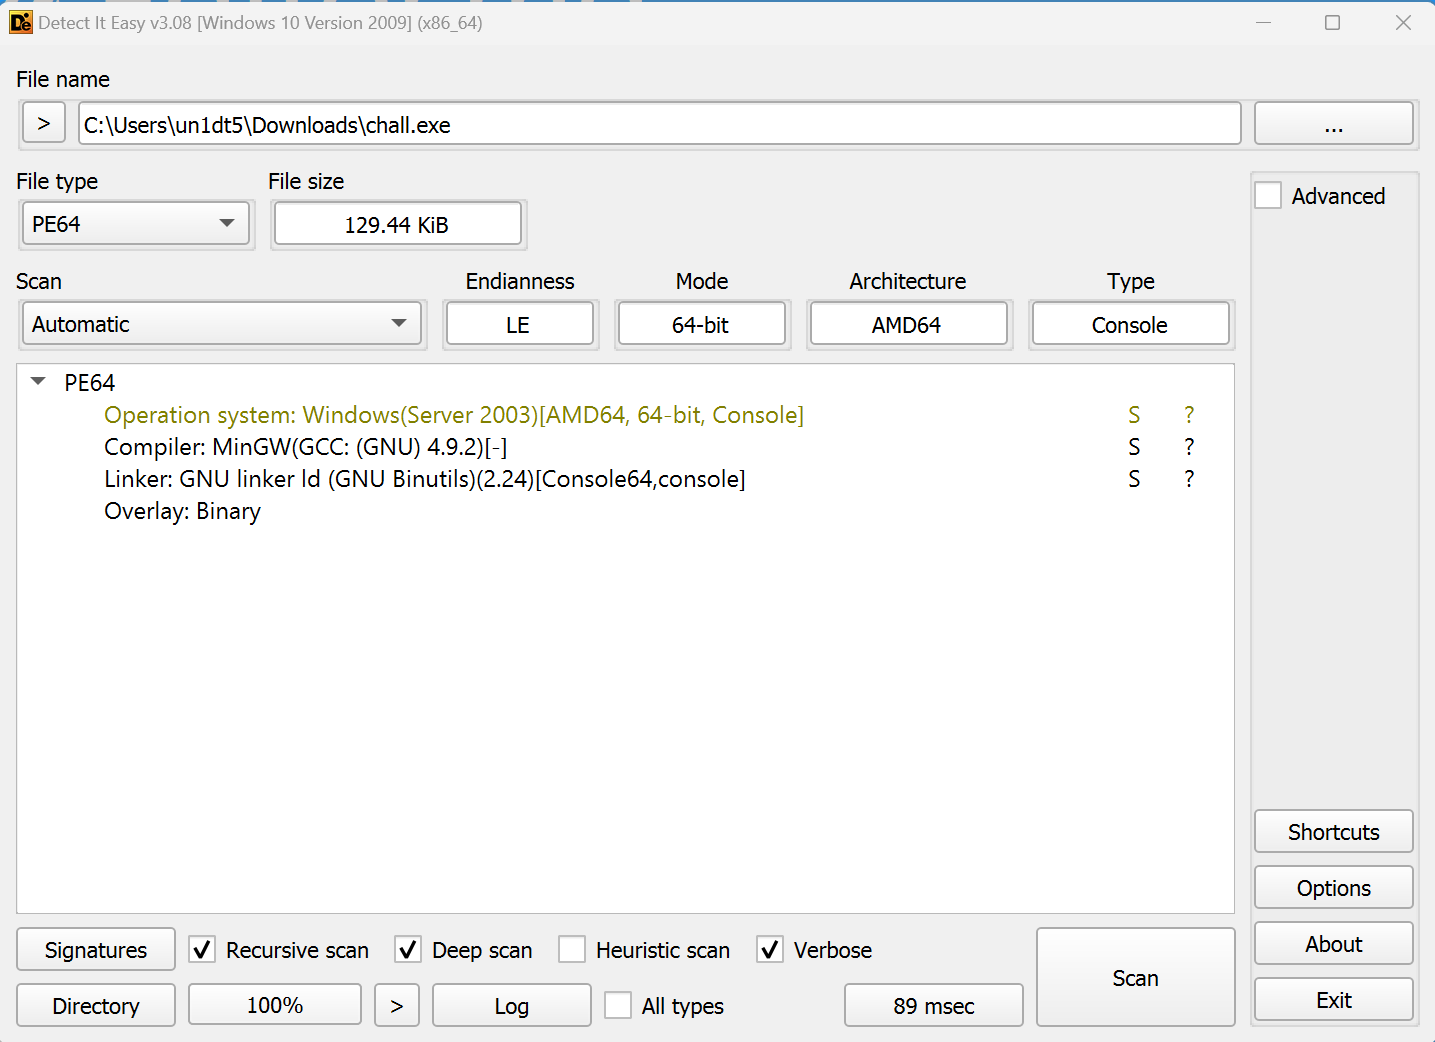 Detect It Easy v3.08 [Windows 10 Version 2009] (x86_64)
File name
> C:\Users\un1dt5\Downloads\chall.exe ...
File type File size
PE64 129.44 KiB
Advanced
Scan Endianness Mode Architecture Type
Automatic LE 64-bit AMD64 Console
PE64
Operation system: Windows(Server 2003)[AMD64, 64-bit, Console] S ?
Compiler: MinGW(GCC: (GNU) 4.9.2)[-] S ?
Linker: GNU linker ld (GNU Binutils)(2.24)[Console64,console] S ?
Overlay: Binary
Shortcuts
Options
About
Exit
Signatures Recursive scan Deep scan Heuristic scan Verbose
Directory 100% > Log All types 89 msec
Scan